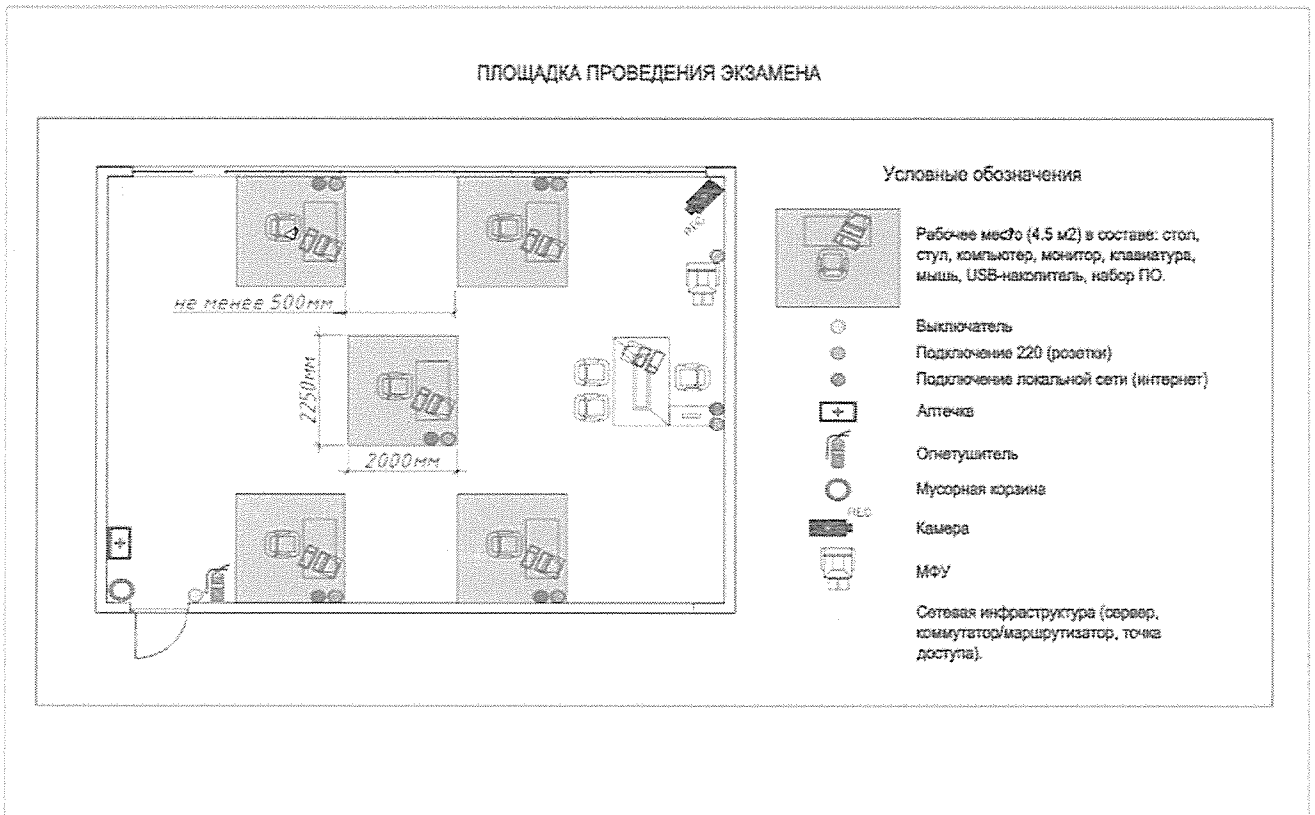 ПЛОЩАДКА ПРОВЕДЕНИЯ ЭКЗАМЕНА
Условные обозначения
REC
Рабочее место (4.5 м2) в составе: стол,
стул, компьютер, монитор, клавиатура,
мышь, USB-накопитель, набор ПО.
не менее 500мм
Выключатель
Подключение 220 (розетки)
2250мм
Подключение локальной сети (интернет)
Аптечка
2000мм
Огнетушитель
Мусорная корзина
REC
Камера
МФУ
Сетевая инфраструктура (сервер,
коммутатор/маршрутизатор, точка
доступа).